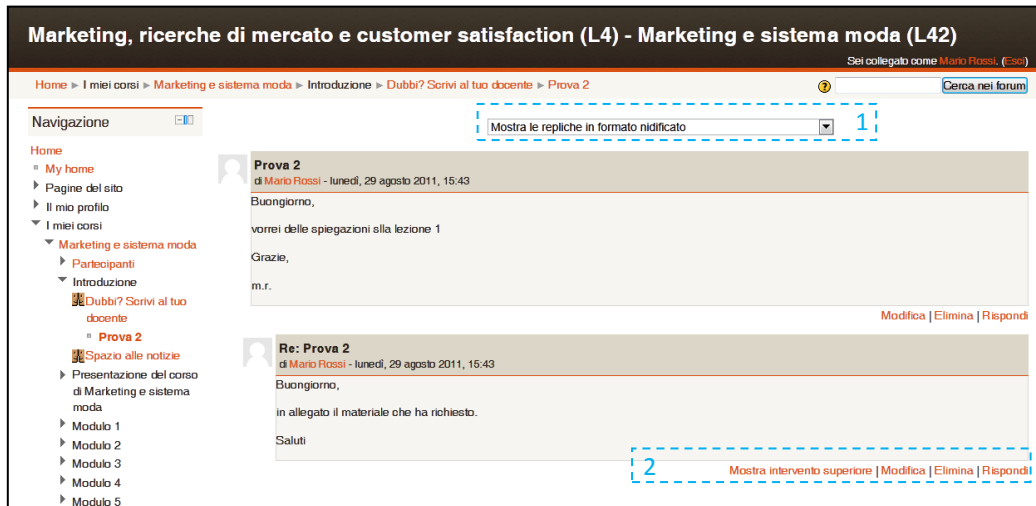 Marketing, ricerche di mercato e customer satisfaction (L4) - Marketing e sistema moda (L42)
Sei collegato come Mario Rossi. (Esci)
Home ► I miei corsi ► Marketing e sistema moda ► Introduzione ► Dubbi? Scrivi al tuo docente ► Prova 2
? Cerca nei forum
Navigazione
Home
My home
Pagine del sito
Il mio profilo
I miei corsi
Marketing e sistema moda
Partecipanti
Introduzione
Dubbi? Scrivi al tuo
docente
Prova 2
Spazio alle notizie
Presentazione del corso
di Marketing e sistema
moda
Modulo 1
Modulo 2
Modulo 3
Modulo 4
Modulo 5
Mostra le repliche in formato nidificato
1
Prova 2
di Mario Rossi - lunedì, 29 agosto 2011, 15:43
Buongiorno,
vorrei delle spiegazioni slla lezione 1
Grazie,
m.r.
Modifica | Elimina | Rispondi
Re: Prova 2
di Mario Rossi - lunedì, 29 agosto 2011, 15:43
Buongiorno,
in allegato il materiale che ha richiesto.
Saluti
2
Mostra intervento superiore | Modifica | Elimina | Rispondi